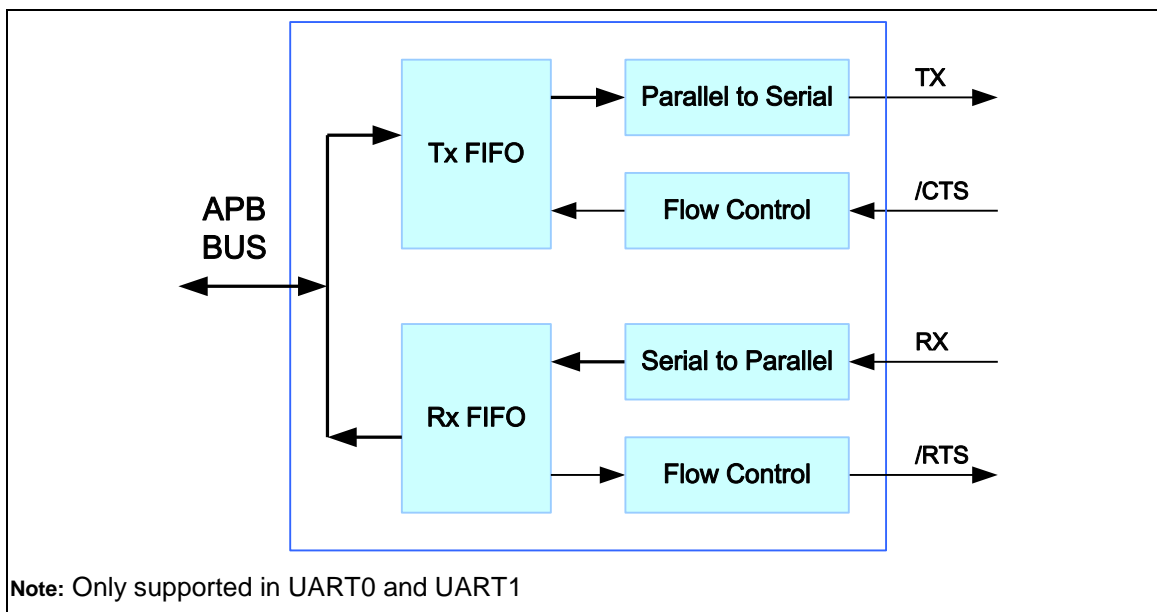 Parallel to Serial
TX
Tx FIFO
Flow Control
/CTS
APB
BUS
Serial to Parallel
RX
Rx FIFO
Flow Control
/RTS
Note: Only supported in UART0 and UART1